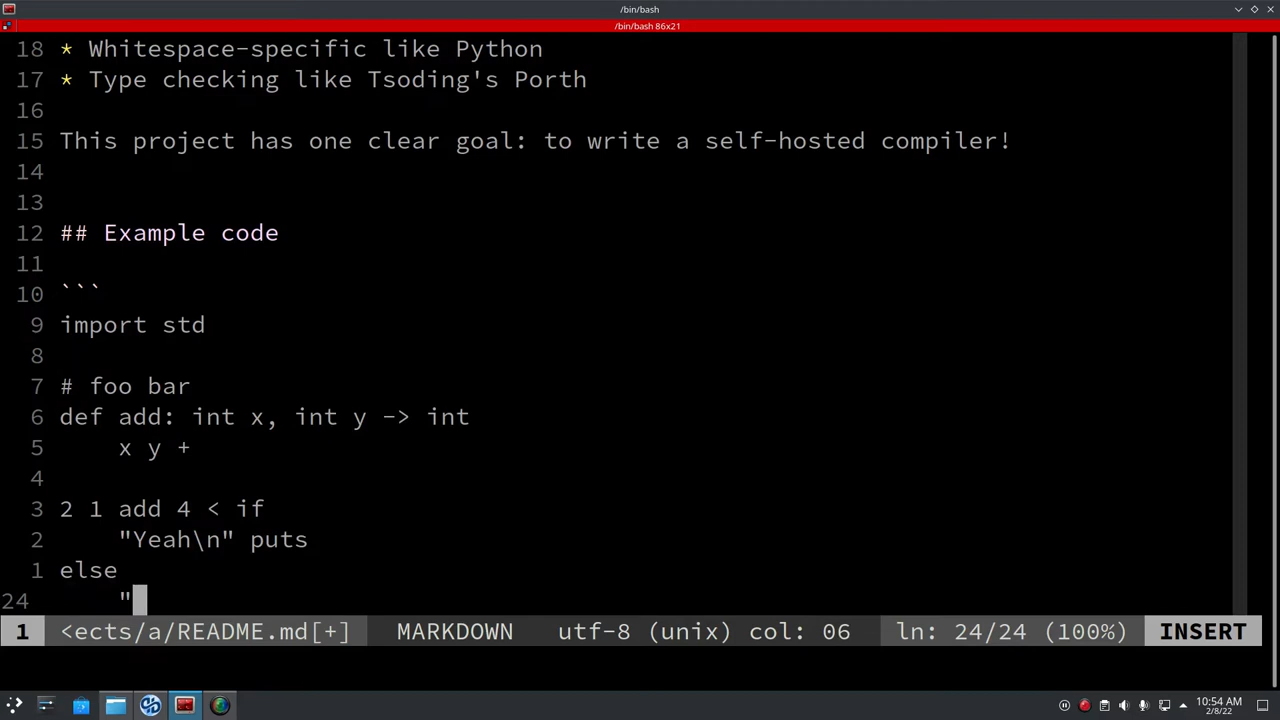 /bin/bash
/bin/bash 86x21
18 * Whitespace-specific like Python
17 * Type checking like Tsoding's Porth
16
15 This project has one clear goal: to write a self-hosted compiler!
14
13
12 ## Example code
11
10 ```
9 import std
8
7 # foo bar
6 def add: int x, int y -> int
5     x y +
4
3 2 1 add 4 < if
2     "Yeah\n" puts
1 else
24     "
1 <ects/a/README.md[+] MARKDOWN utf-8 (unix) col: 06 ln: 24/24 (100%) INSERT
10:54 AM
2/8/22